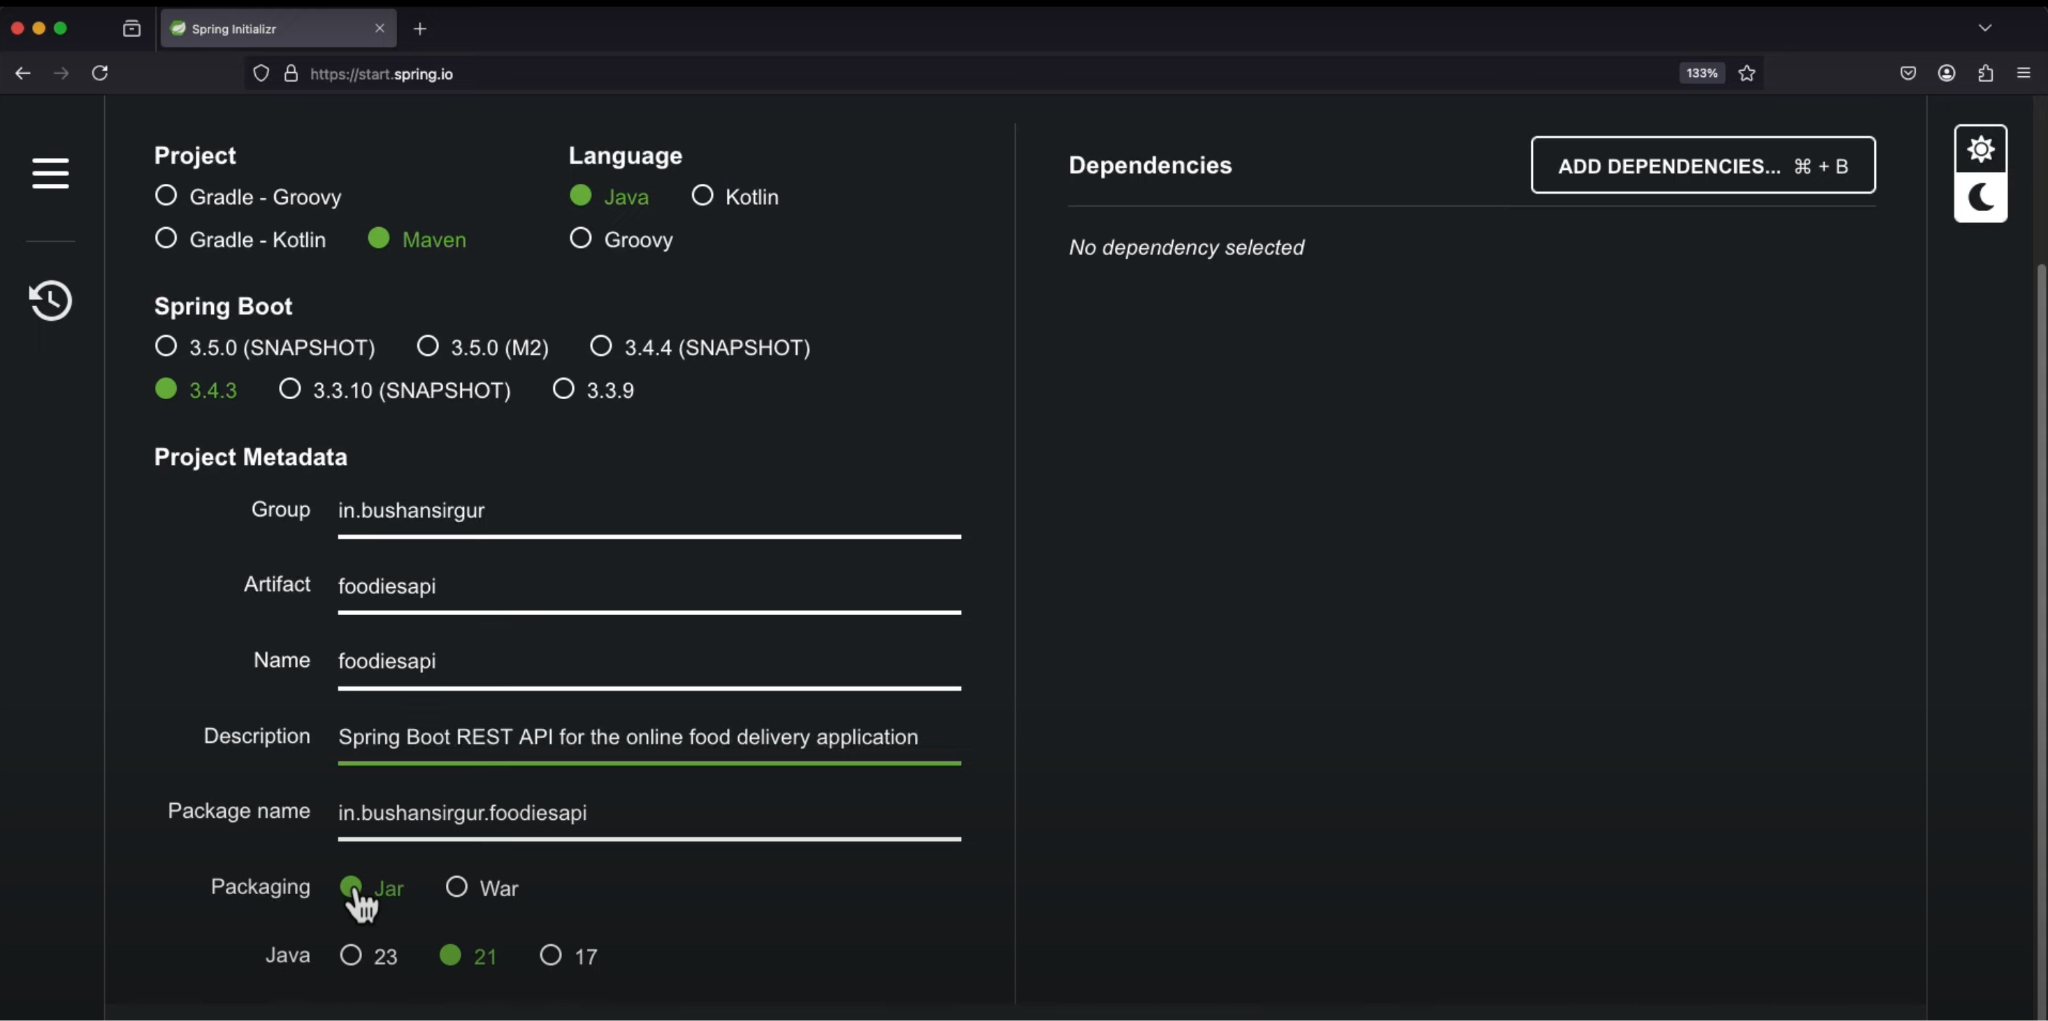 Spring Initializr
https://start.spring.io
133%
Project
Gradle - Groovy
Gradle - Kotlin
Maven
Language
Java
Kotlin
Groovy
Spring Boot
3.5.0 (SNAPSHOT)
3.5.0 (M2)
3.4.4 (SNAPSHOT)
3.4.3
3.3.10 (SNAPSHOT)
3.3.9
Project Metadata
Group
in.bushansirgur
Artifact
foodiesapi
Name
foodiesapi
Description
Spring Boot REST API for the online food delivery application
Package name
in.bushansirgur.foodiesapi
Packaging
Jar
War
Java
23
21
17
Dependencies
ADD DEPENDENCIES... ⌘ + B
No dependency selected